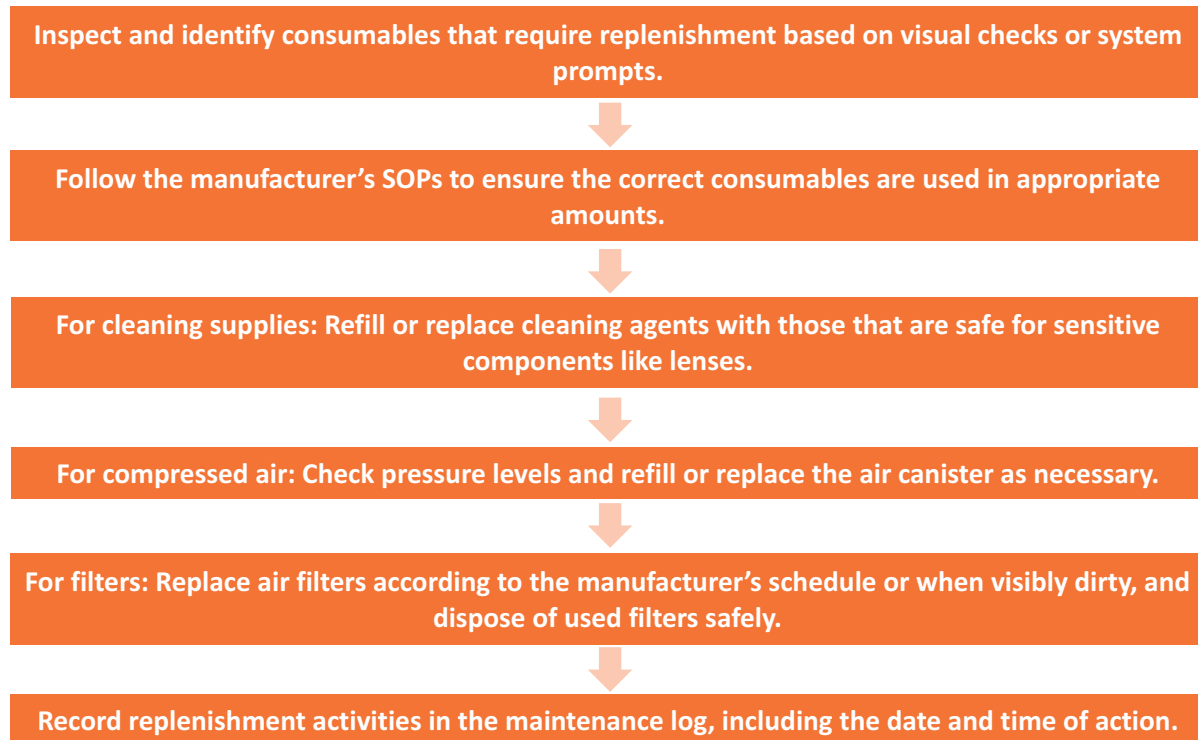 Inspect and identify consumables that require replenishment based on visual checks or system
prompts.
Follow the manufacturer’s SOPs to ensure the correct consumables are used in appropriate
amounts.
For cleaning supplies: Refill or replace cleaning agents with those that are safe for sensitive
components like lenses.
For compressed air: Check pressure levels and refill or replace the air canister as necessary.
For filters: Replace air filters according to the manufacturer’s schedule or when visibly dirty, and
dispose of used filters safely.
Record replenishment activities in the maintenance log, including the date and time of action.